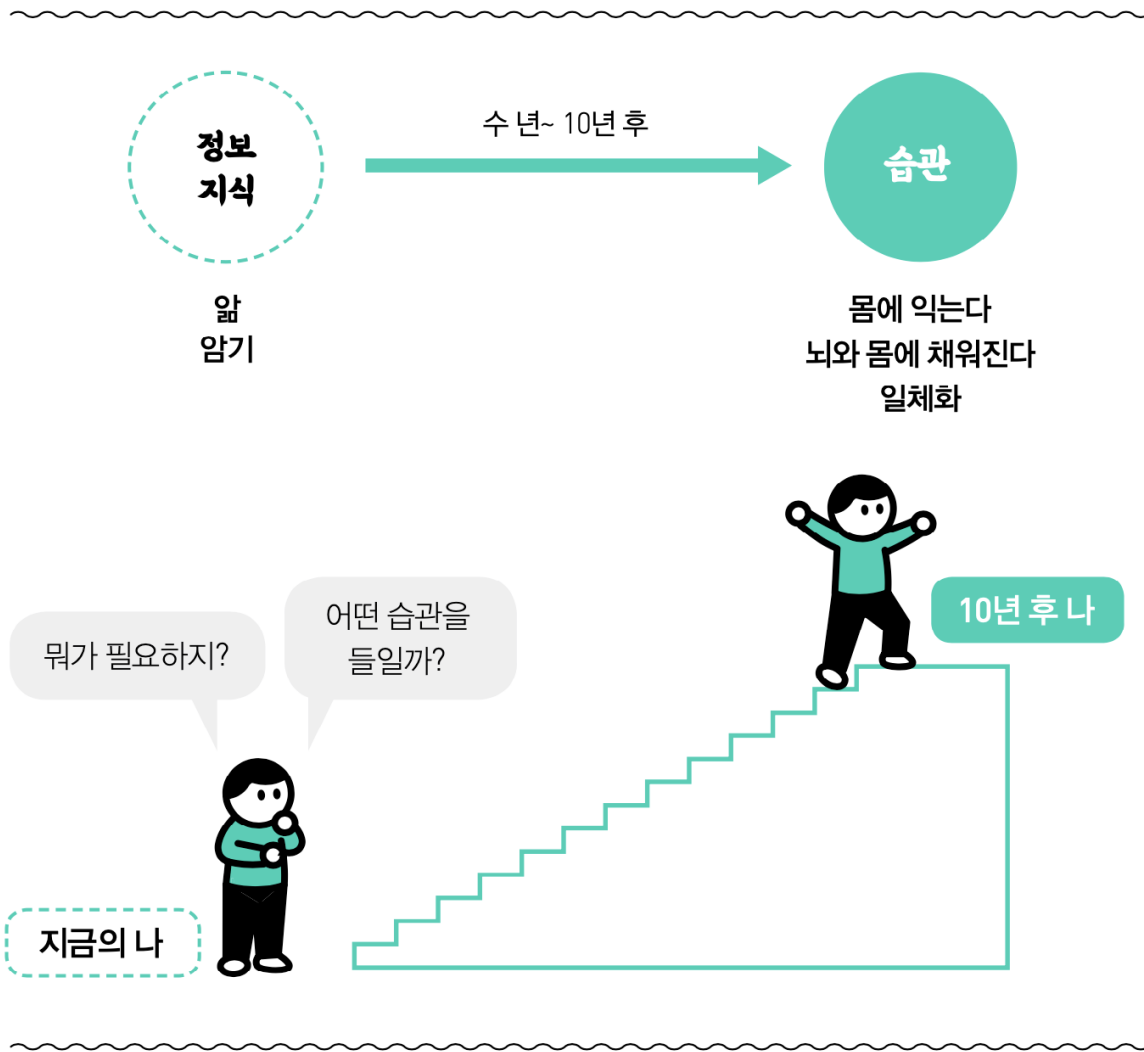 정보
지식
수 년~ 10년 후
습관
앎
암기
몸에 익는다
뇌와 몸에 채워진다
일체화
뭐가 필요하지?
어떤 습관을
들일까?
10년 후 나
지금의 나